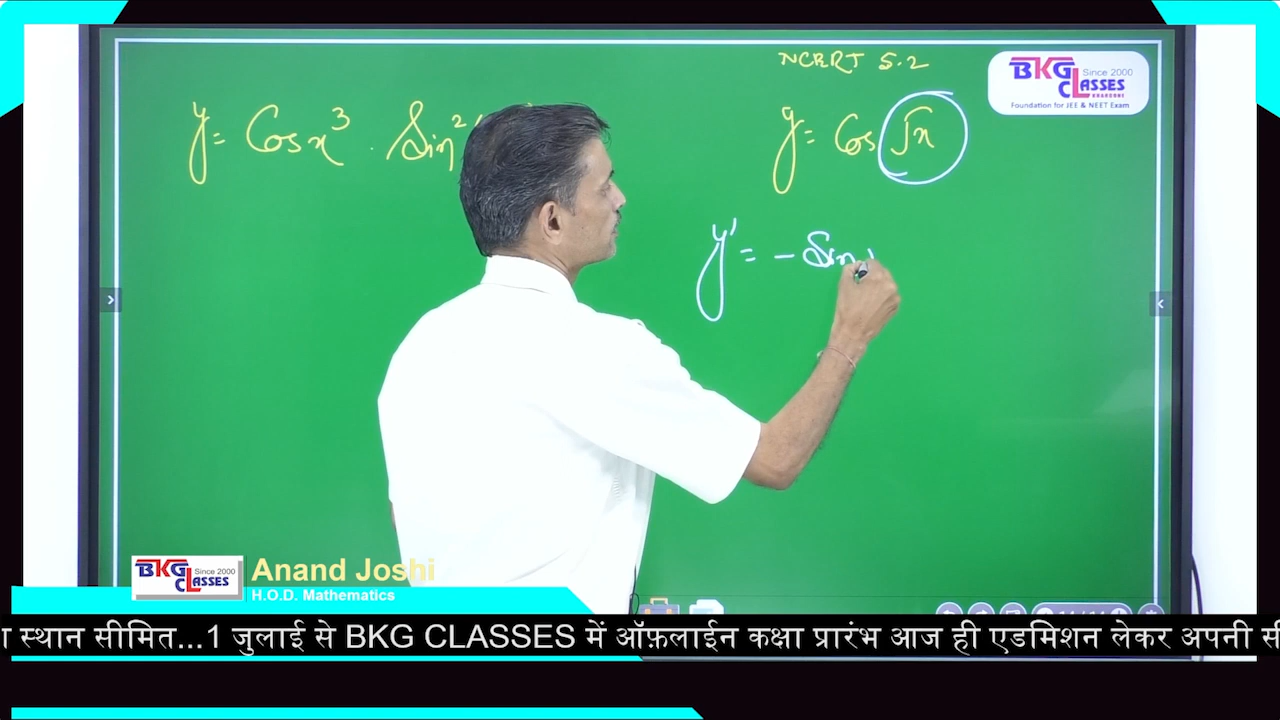 NCERT 5.2
BKG CLASSES
Since 2000
KHARGONE
Foundation for JEE & NEET Exam
y = Cos x³ . Sin²
y = Cos √x
y' = - Sin
BKG CLASSES
Since 2000
Anand Joshi
H.O.D. Mathematics
स्थान सीमित...1 जुलाई से BKG CLASSES में ऑफ़लाईन कक्षा प्रारंभ आज ही एडमिशन लेकर अपनी